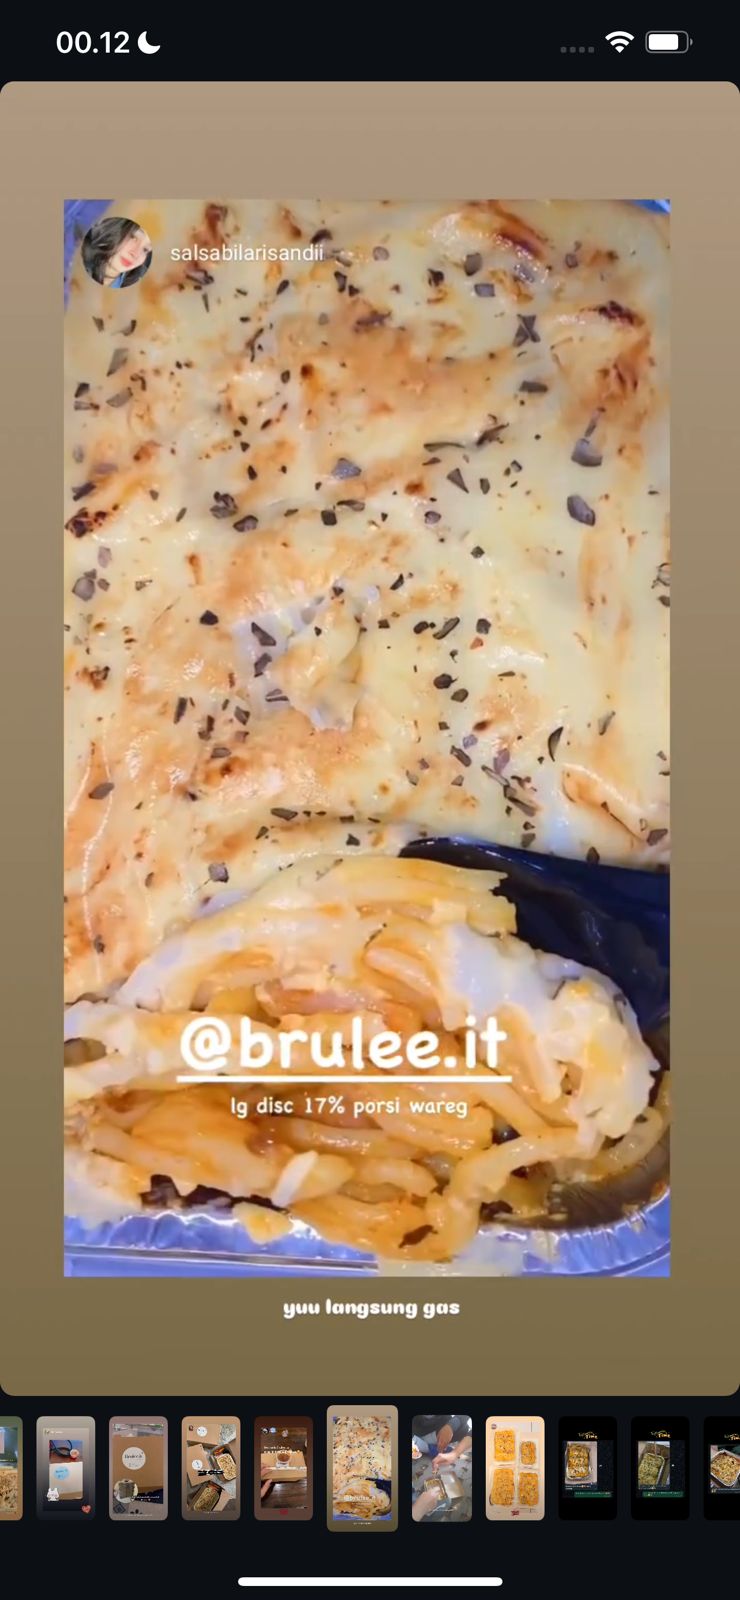 00.12
salsabilarisandii
@brulee.it
lg disc 17% porsi wareg
yuu langsung gas